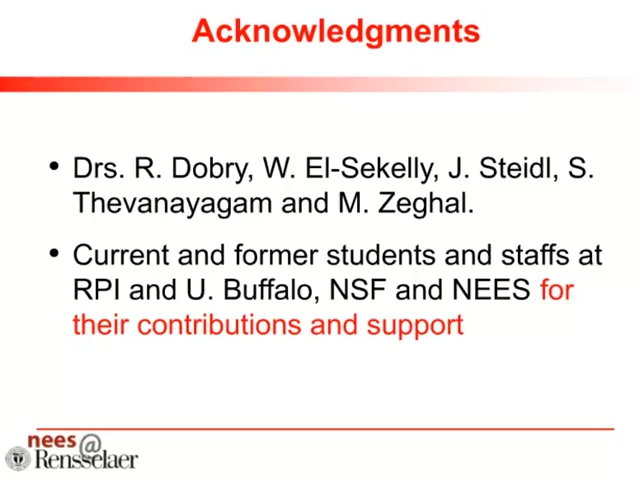 Acknowledgments
• Drs. R. Dobry, W. El-Sekelly, J. Steidl, S.
Thevanayagam and M. Zeghal.
• Current and former students and staffs at
RPI and U. Buffalo, NSF and NEES for
their contributions and support
nees@
Rensselaer